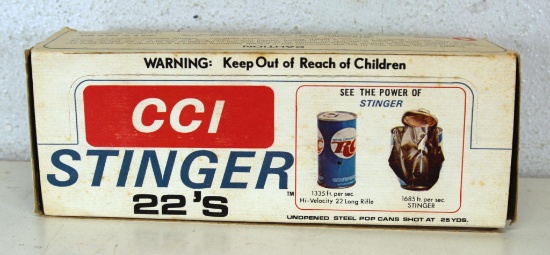 CAUTION
WARNING: Keep Out of Reach of Children
CCI
STINGER
22'S
TM
SEE THE POWER OF
STINGER
RC
1335 ft. per sec.
Hi-Velocity 22 Long Rifle
1685 ft. per sec.
STINGER
UNOPENED STEEL POP CANS SHOT AT 25 YDS.